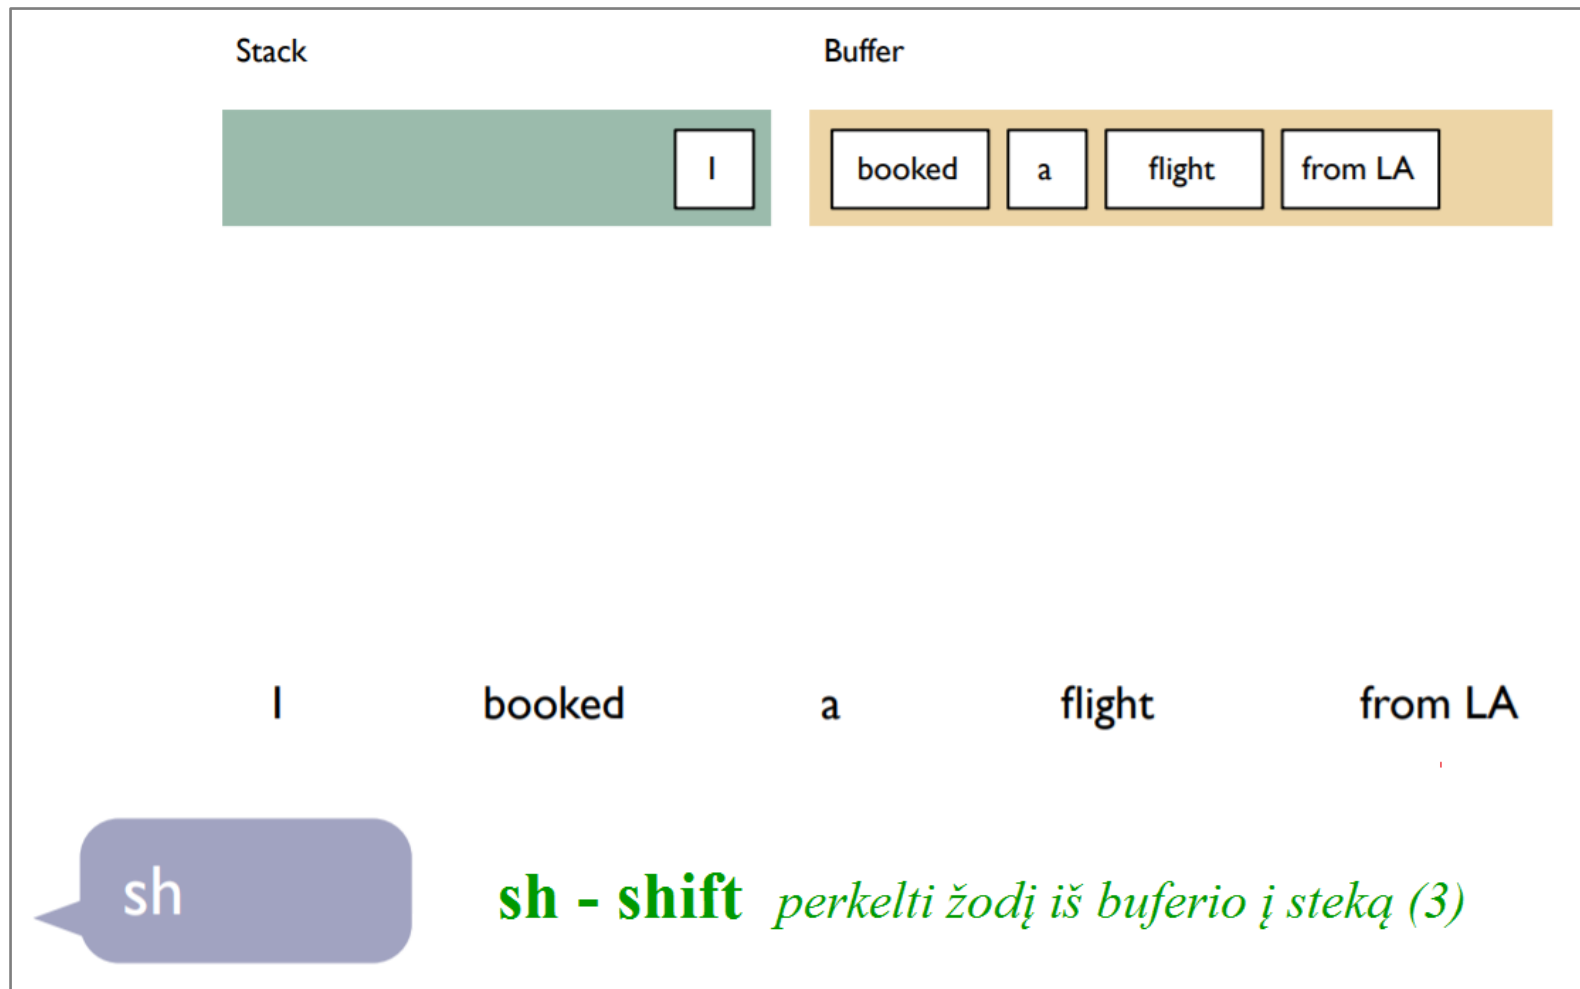 Stack Buffer
I booked a flight from LA
I booked a flight from LA
sh
sh - shift perkelti žodį iš buferio į steką (3)